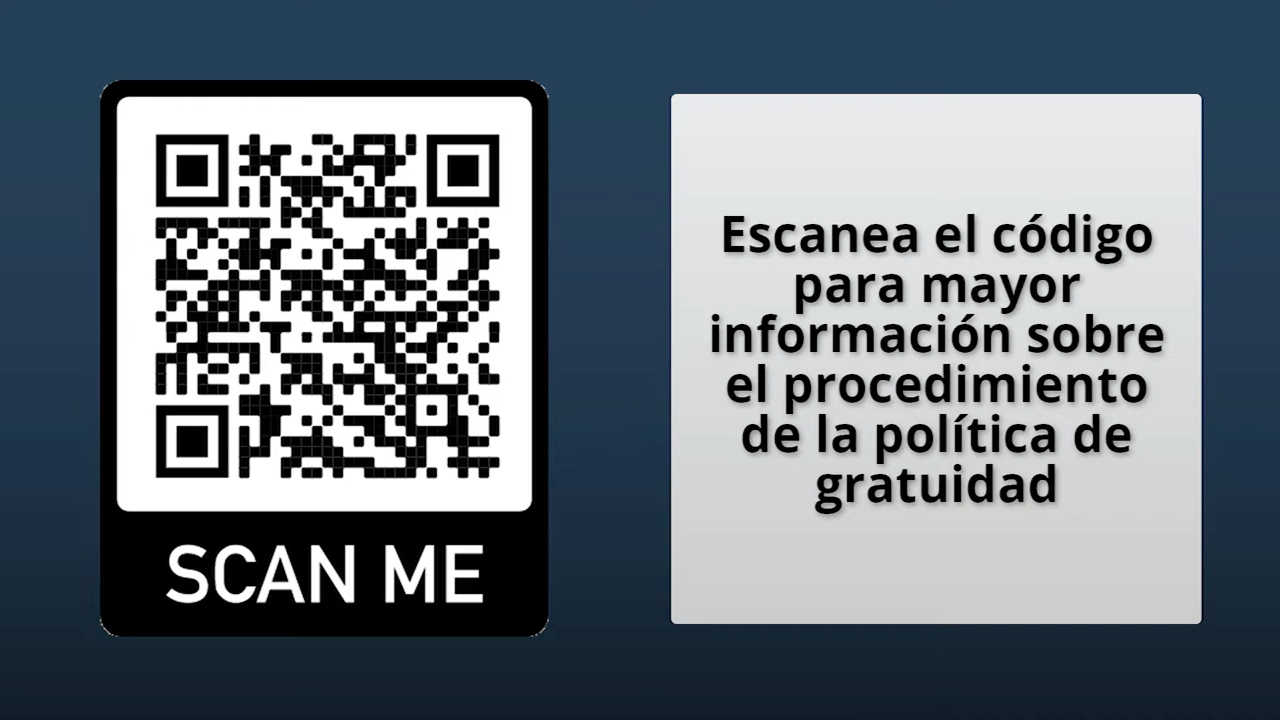 SCAN ME
Escanea el código
para mayor
información sobre
el procedimiento
de la política de
gratuidad